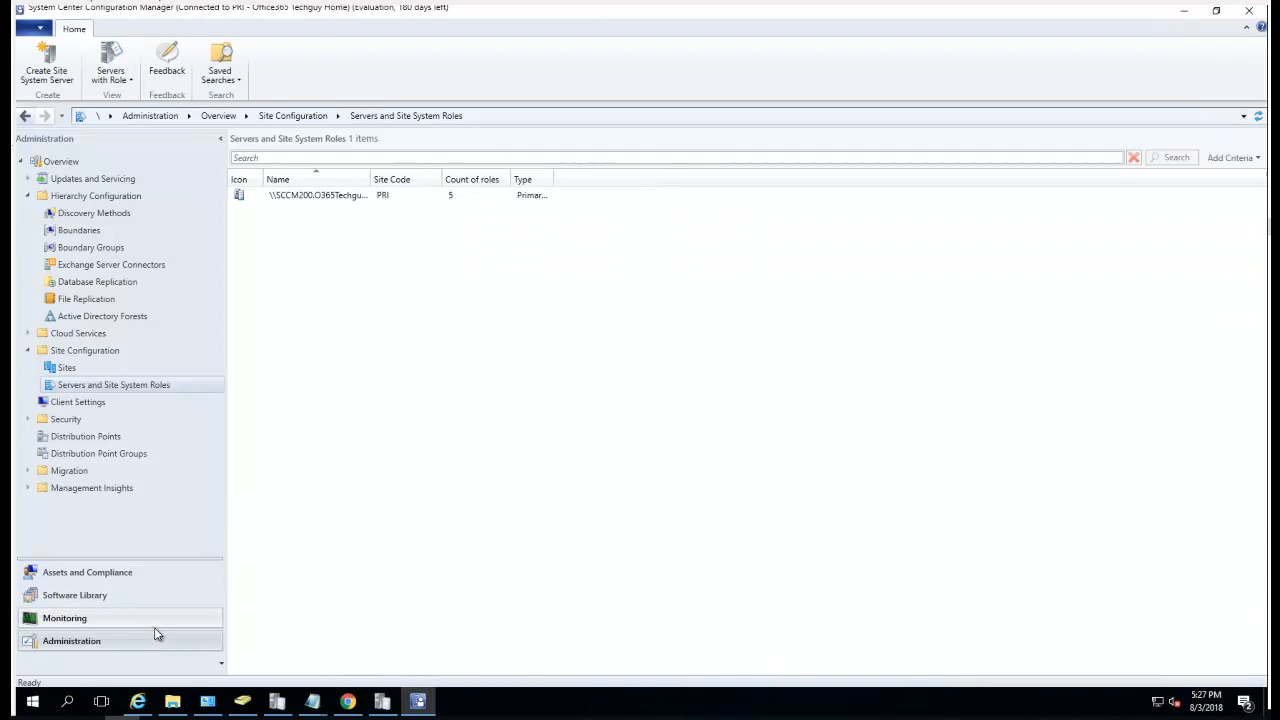 System Center Configuration Manager (Connected to PRI - Office365 Techguy Home) (Evaluation, 180 days left)
Home
Create Site System Server
Servers with Role
Feedback
Saved Searches
Create
View
Feedback
Search
\ Administration Overview Site Configuration Servers and Site System Roles
Administration
Overview
Updates and Servicing
Hierarchy Configuration
Discovery Methods
Boundaries
Boundary Groups
Exchange Server Connectors
Database Replication
File Replication
Active Directory Forests
Cloud Services
Site Configuration
Sites
Servers and Site System Roles
Client Settings
Security
Distribution Points
Distribution Point Groups
Migration
Management Insights
Assets and Compliance
Software Library
Monitoring
Administration
Servers and Site System Roles 1 items
Search
Search
Add Criteria
Icon Name Site Code Count of roles Type
\\SCCM200.O365Techgu... PRI 5 Primar...
Ready
5:27 PM
8/3/2018
2